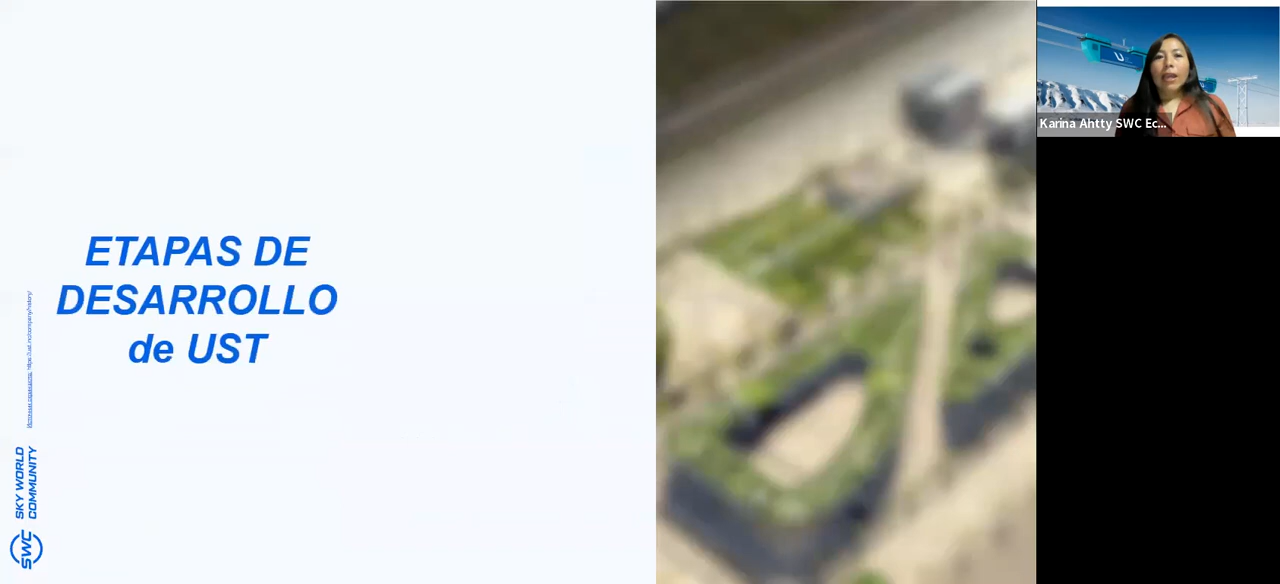 ETAPAS DE
DESARROLLO
de UST
SKY WORLD
COMMUNITY
SWC
U
Karina Ahtty SWC Ec...